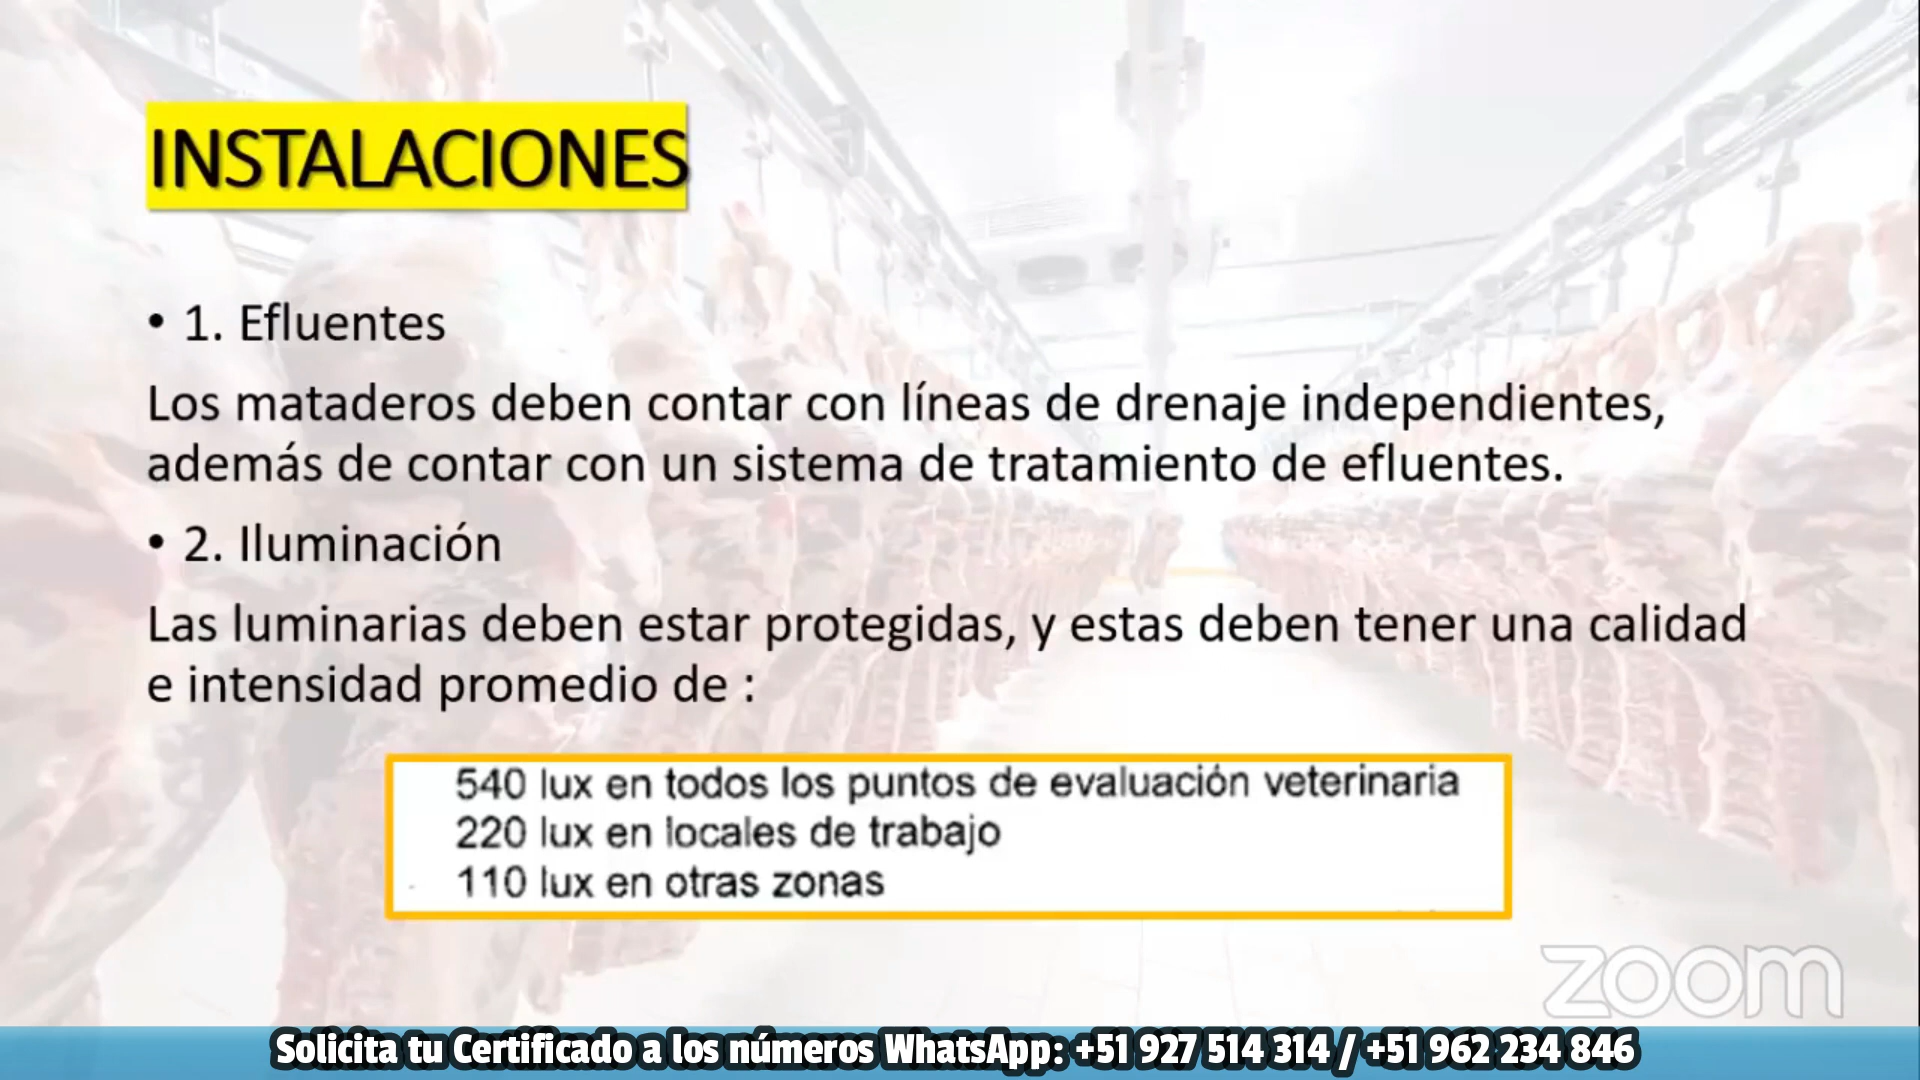 INSTALACIONES
• 1. Efluentes
Los mataderos deben contar con líneas de drenaje independientes,
además de contar con un sistema de tratamiento de efluentes.
• 2. Iluminación
Las luminarias deben estar protegidas, y estas deben tener una calidad
e intensidad promedio de :
540 lux en todos los puntos de evaluación veterinaria
220 lux en locales de trabajo
110 lux en otras zonas
zoom
Solicita tu Certificado a los números WhatsApp: +51 927 514 314 / +51 962 234 846